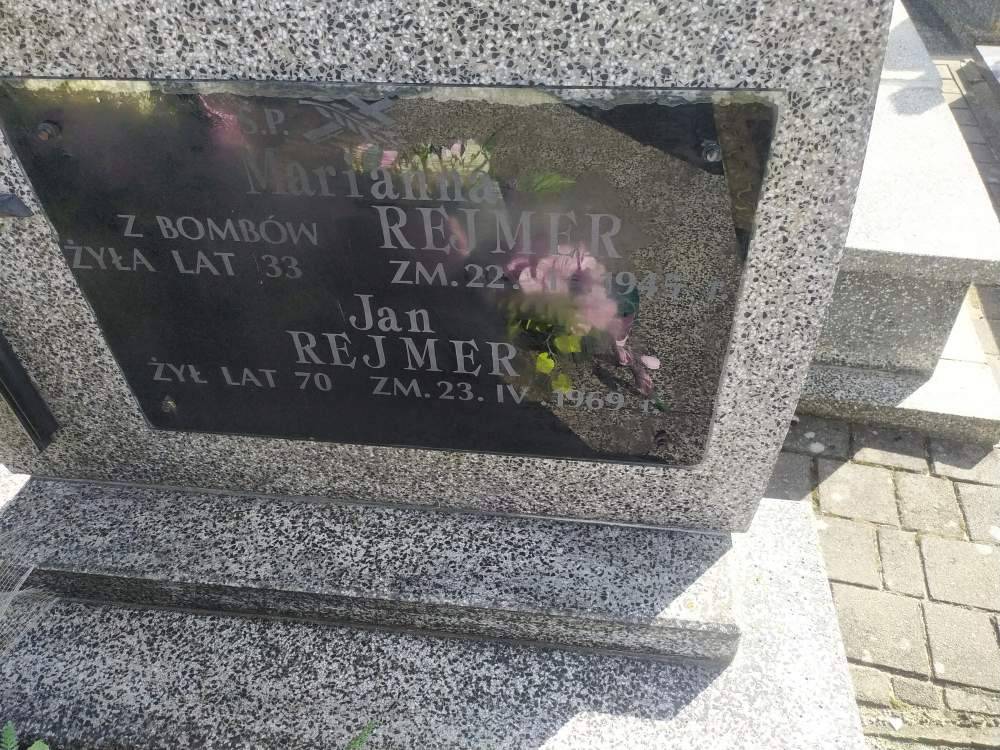 Ś.P.
Marianna
REJMER
Z BOMBÓW
ŻYŁA LAT 33 ZM. 22. r.
Jan
REJMER
ŻYŁ LAT 70 ZM. 23. IV. 1969 r.